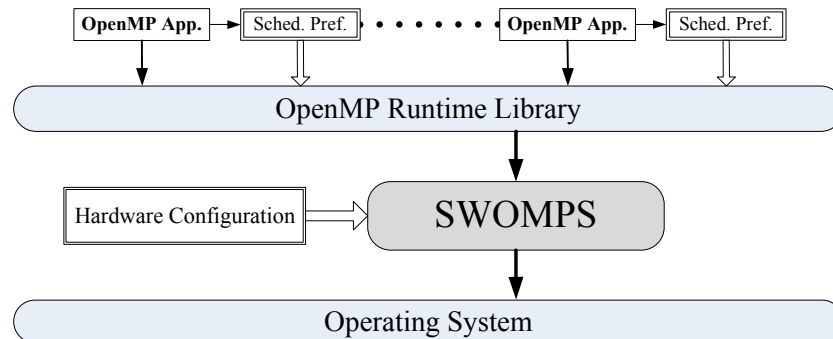 OpenMP App. Sched. Pref. OpenMP App. Sched. Pref.
OpenMP Runtime Library
Hardware Configuration SWOMPS
Operating System